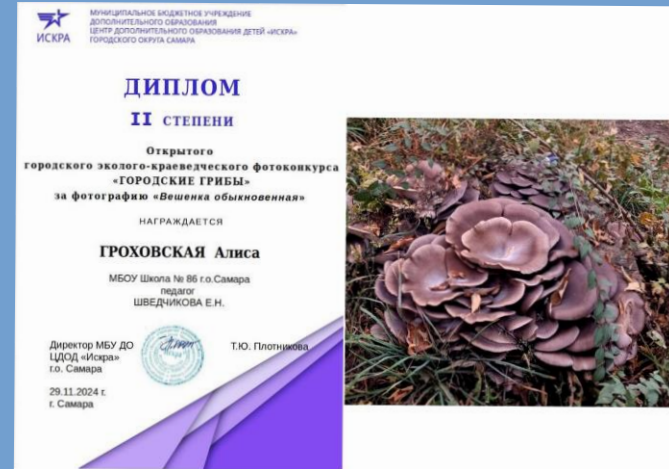 ИСКРА
МУНИЦИПАЛЬНОЕ БЮДЖЕТНОЕ УЧРЕЖДЕНИЕ
ДОПОЛНИТЕЛЬНОГО ОБРАЗОВАНИЯ
ЦЕНТР ДОПОЛНИТЕЛЬНОГО ОБРАЗОВАНИЯ ДЕТЕЙ «ИСКРА»
ГОРОДСКОГО ОКРУГА САМАРА
ДИПЛОМ
II СТЕПЕНИ
Открытого
городского эколого-краеведческого фотоконкурса
«ГОРОДСКИЕ ГРИБЫ»
за фотографию «Вешенка обыкновенная»
НАГРАЖДАЕТСЯ
ГРОХОВСКАЯ Алиса
МБОУ Школа № 86 г.о.Самара
педагог
ШВЕДЧИКОВА Е.Н.
Директор МБУ ДО
ЦДОД «Искра»
г.о. Самара
Т.Ю. Плотникова
29.11.2024 г.
г. Самара